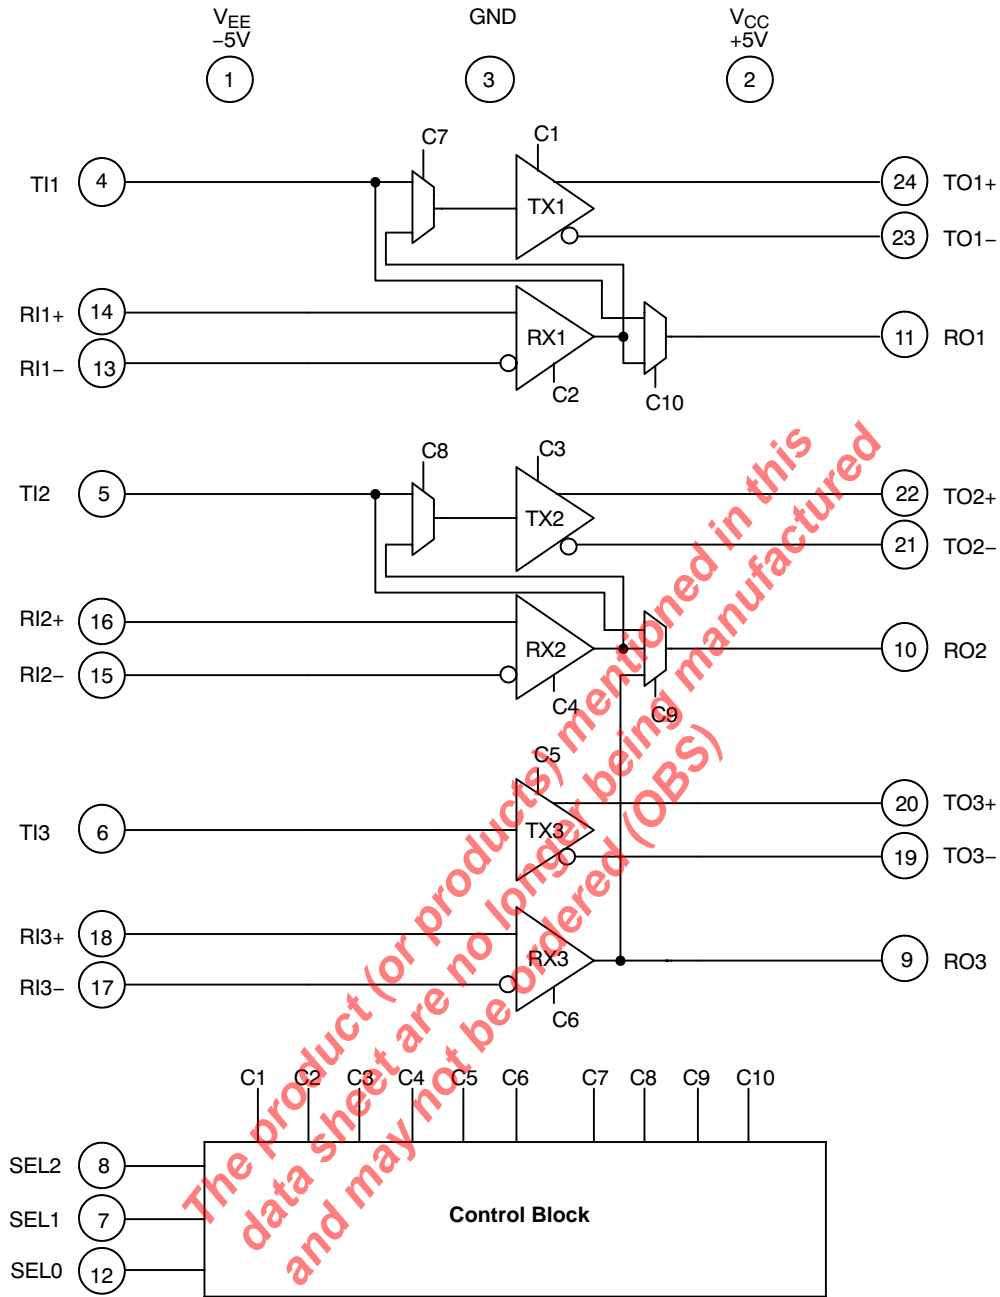 VEE GND VCC
−5V +5V
1 3 2
C7 C1
TI1 4 TX1 24 TO1+
23 TO1−
RI1+ 14 RX1 11 RO1
RI1− 13
C2 C10
C8 C3
TI2 5 TX2 22 TO2+
21 TO2−
RI2+ 16 RX2 10 RO2
RI2− 15
C4 C9
C5
TI3 6 TX3 20 TO3+
19 TO3−
RI3+ 18 RX3 9 RO3
RI3− 17
C6
C1 C2 C3 C4 C5 C6 C7 C8 C9 C10
SEL2 8
SEL1 7 Control Block
SEL0 12
The product (or products) mentioned in this
data sheet are no longer being manufactured
and may not be ordered (OBS)